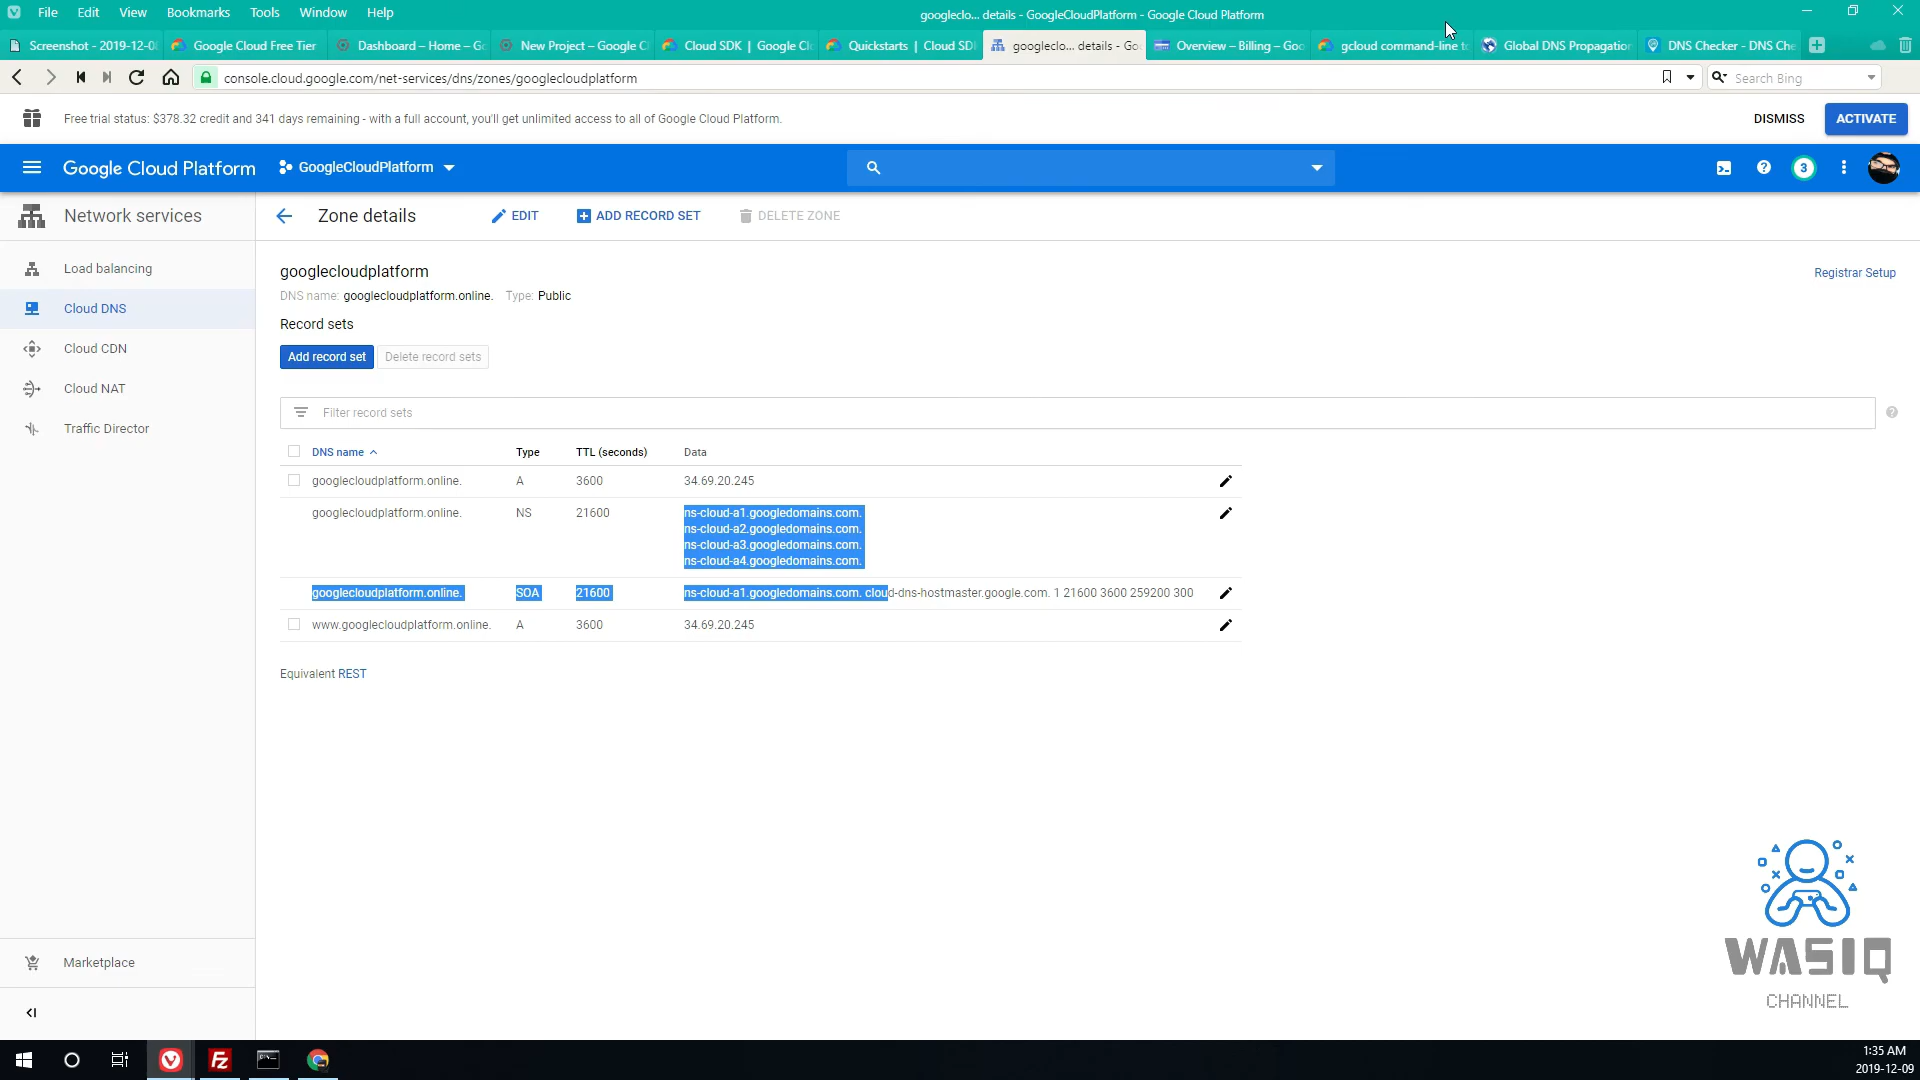 File Edit View Bookmarks Tools Window Help
googleclo... details - GoogleCloudPlatform - Google Cloud Platform
Screenshot - 2019-12-0
Google Cloud Free Tier
Dashboard – Home – Go
New Project – Google C
Cloud SDK | Google Cl
Quickstarts | Cloud SD
googleclo... details - Go
Overview – Billing – Goo
gcloud command-line to
Global DNS Propagation
DNS Checker - DNS Che
console.cloud.google.com/net-services/dns/zones/googlecloudplatform
Search Bing
Free trial status: $378.32 credit and 341 days remaining - with a full account, you'll get unlimited access to all of Google Cloud Platform.
DISMISS
ACTIVATE
Google Cloud Platform
GoogleCloudPlatform
3
Network services
Zone details
EDIT
ADD RECORD SET
DELETE ZONE
Load balancing
Cloud DNS
Cloud CDN
Cloud NAT
Traffic Director
Marketplace
googlecloudplatform
Registrar Setup
DNS name: googlecloudplatform.online. Type: Public
Record sets
Add record set
Delete record sets
Filter record sets
DNS name Type TTL (seconds) Data
googlecloudplatform.online. A 3600 34.69.20.245
googlecloudplatform.online. NS 21600 ns-cloud-a1.googledomains.com.
ns-cloud-a2.googledomains.com.
ns-cloud-a3.googledomains.com.
ns-cloud-a4.googledomains.com.
googlecloudplatform.online. SOA 21600 ns-cloud-a1.googledomains.com. cloud-dns-hostmaster.google.com. 1 21600 3600 259200 300
www.googlecloudplatform.online. A 3600 34.69.20.245
Equivalent REST
WASIQ
CHANNEL
1:35 AM
2019-12-09